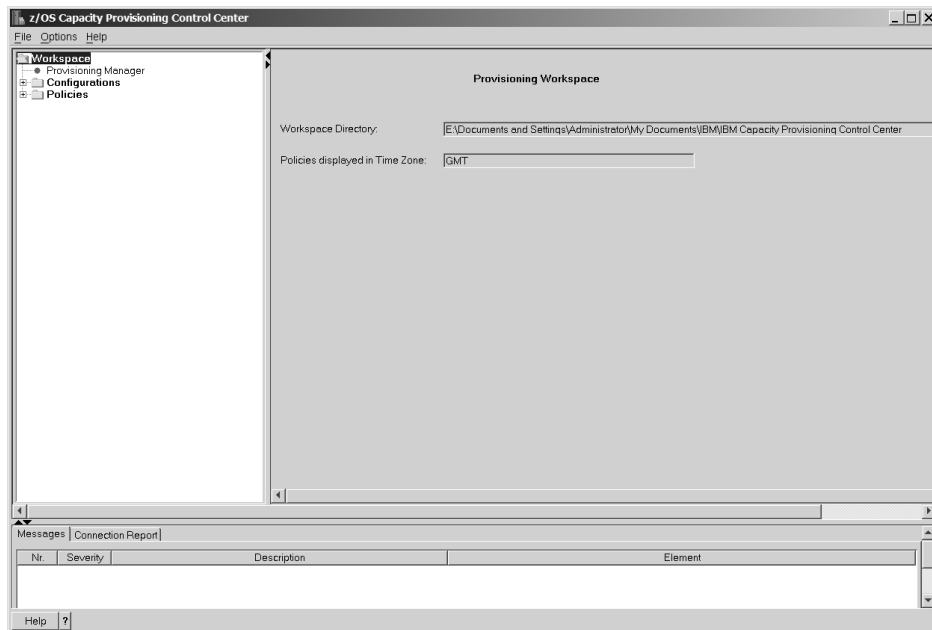 z/OS Capacity Provisioning Control Center
File Options Help
Workspace
Provisioning Manager
Configurations
Policies
Provisioning Workspace
Workspace Directory: E:\Documents and Settings\Administrator\My Documents\IBM\IBM Capacity Provisioning Control Center
Policies displayed in Time Zone: GMT
Messages Connection Report
Nr. Severity Description Element
Help ?